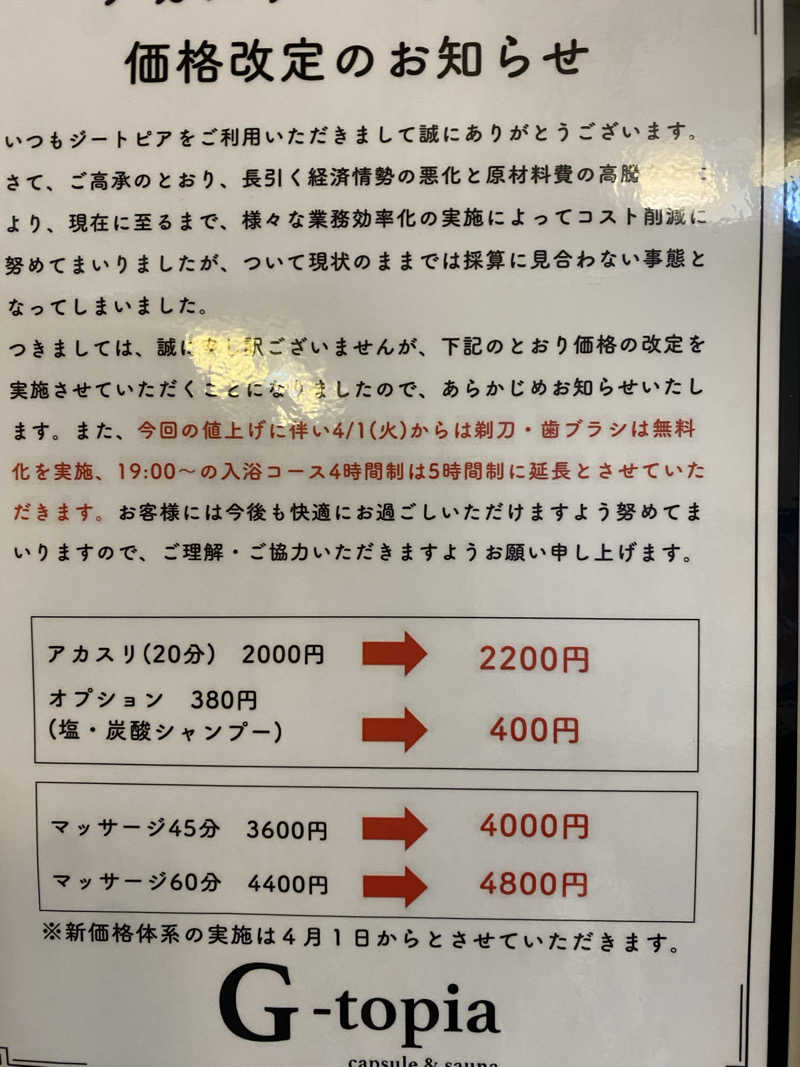 価格改定のお知らせ
いつもジートピアをご利用いただきまして誠にありがとうございます。
さて、ご高承のとおり、長引く経済情勢の悪化と原材料費の高騰
より、現在に至るまで、様々な業務効率化の実施によってコスト削減に
努めてまいりましたが、ついて現状のままでは採算に見合わない事態と
なってしまいました。
つきましては、誠に申し訳ございませんが、下記のとおり価格の改定を
実施させていただくことになりましたので、あらかじめお知らせいたし
ます。また、今回の値上げに伴い4/1(火)からは剃刀・歯ブラシは無料
化を実施、19:00〜の入浴コース4時間制は5時間制に延長とさせていた
だきます。お客様には今後も快適にお過ごしいただけますよう努めてま
いりますので、ご理解・ご協力いただきますようお願い申し上げます。
アカスリ(20分) 2000円 2200円
オプション 380円
(塩・炭酸シャンプー) 400円
マッサージ45分 3600円 4000円
マッサージ60分 4400円 4800円
※新価格体系の実施は4月1日からとさせていただきます。
G-topia
capsule & sauna